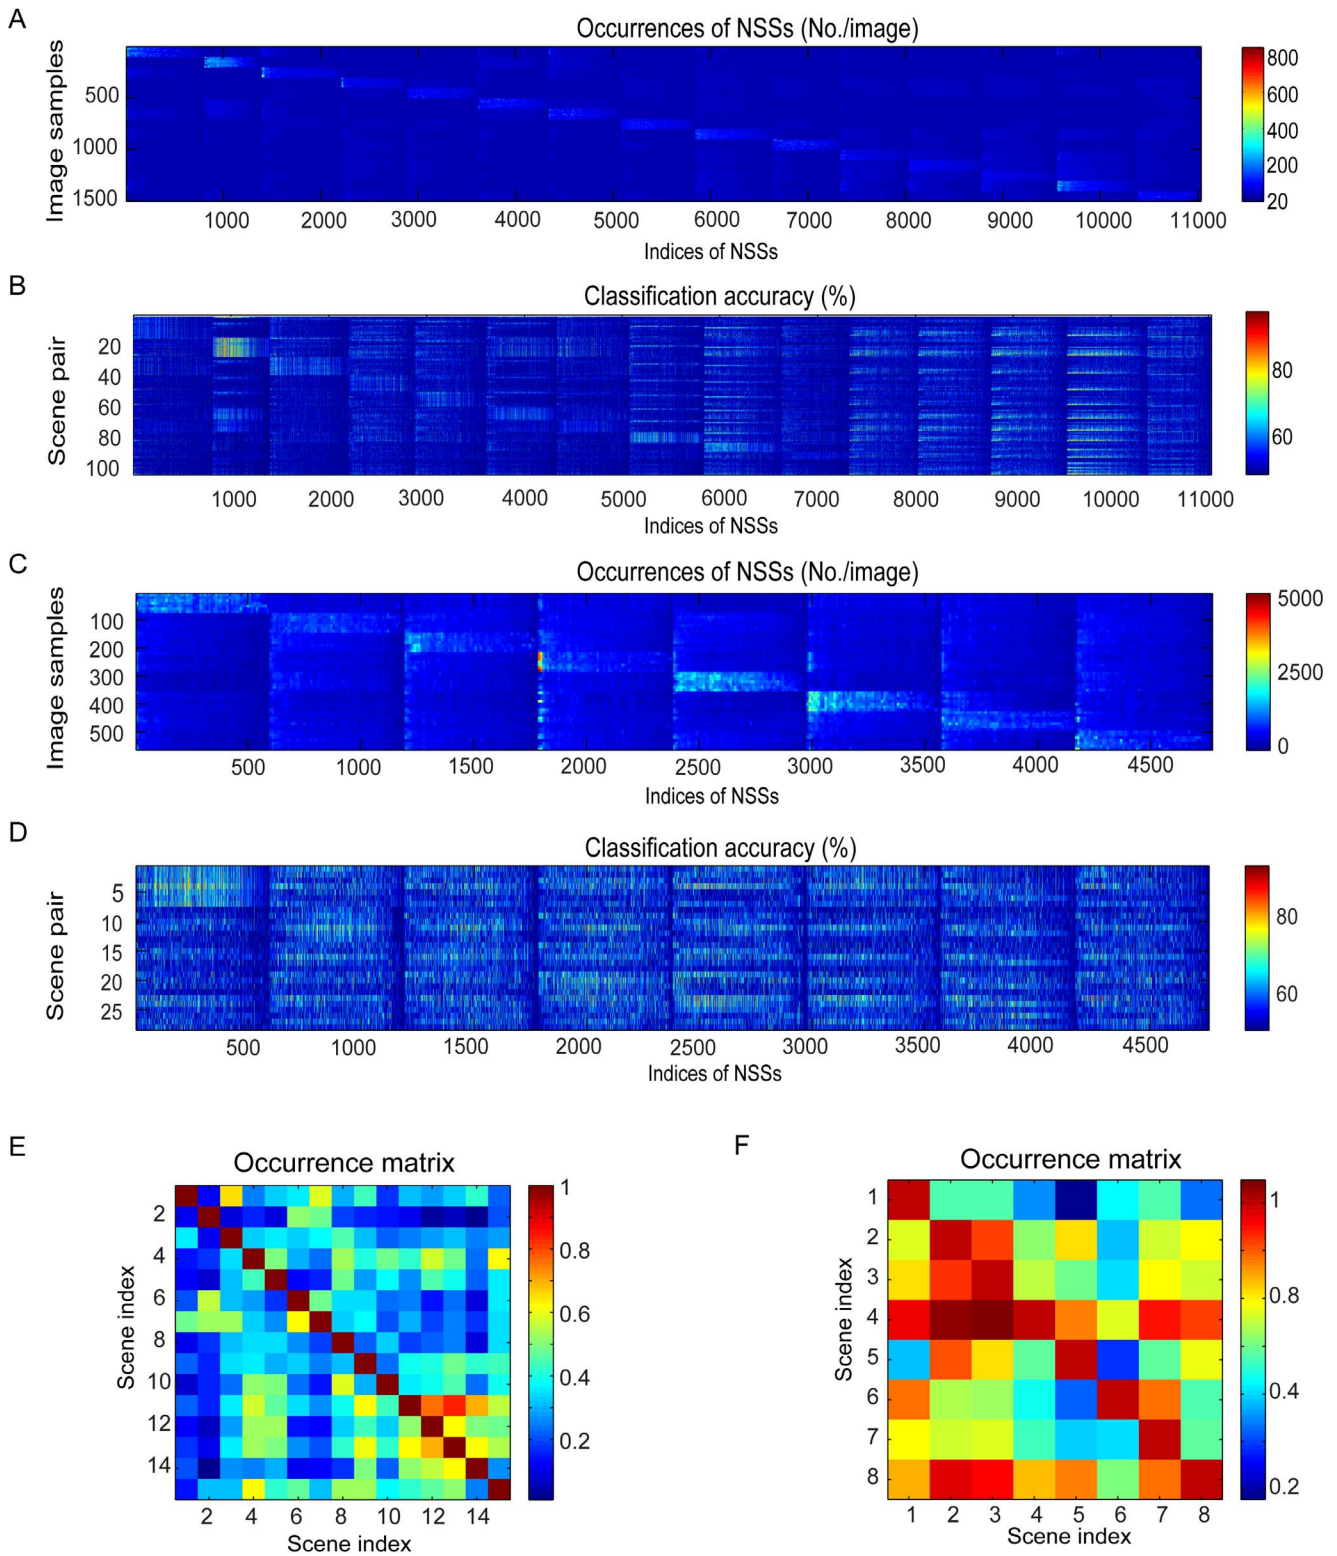 A
Occurrences of NSSs (No./image)
Image samples
500
1000
1500
1000 2000 3000 4000 5000 6000 7000 8000 9000 10000 11000
Indices of NSSs
800
600
400
200
20
B
Classification accuracy (%)
Scene pair
20
40
60
80
100
1000 2000 3000 4000 5000 6000 7000 8000 9000 10000 11000
Indices of NSSs
80
60
C
Occurrences of NSSs (No./image)
Image samples
100
200
300
400
500
500 1000 1500 2000 2500 3000 3500 4000 4500
Indices of NSSs
5000
2500
0
D
Classification accuracy (%)
Scene pair
5
10
15
20
25
500 1000 1500 2000 2500 3000 3500 4000 4500
Indices of NSSs
80
60
E
Occurrence matrix
Scene index
2
4
6
8
10
12
14
2 4 6 8 10 12 14
Scene index
1
0.8
0.6
0.4
0.2
F
Occurrence matrix
Scene index
1
2
3
4
5
6
7
8
1 2 3 4 5 6 7 8
Scene index
1
0.8
0.4
0.2